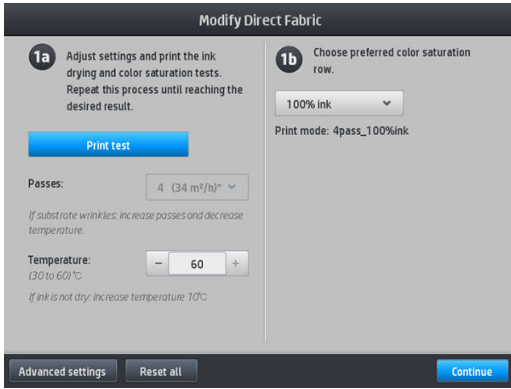 Modify Direct Fabric
1a
Adjust settings and print the ink
drying and color saturation tests.
Repeat this process until reaching the
desired result.
Print test
Passes:
4 (34 m²/h)*
If substrate wrinkles: increase passes and decrease
temperature.
Temperature:
(30 to 60)°C
− 60 +
If ink is not dry: increase temperature 10°C
1b
Choose preferred color saturation
row.
100% ink
Print mode: 4pass_100%ink
Advanced settings
Reset all
Continue